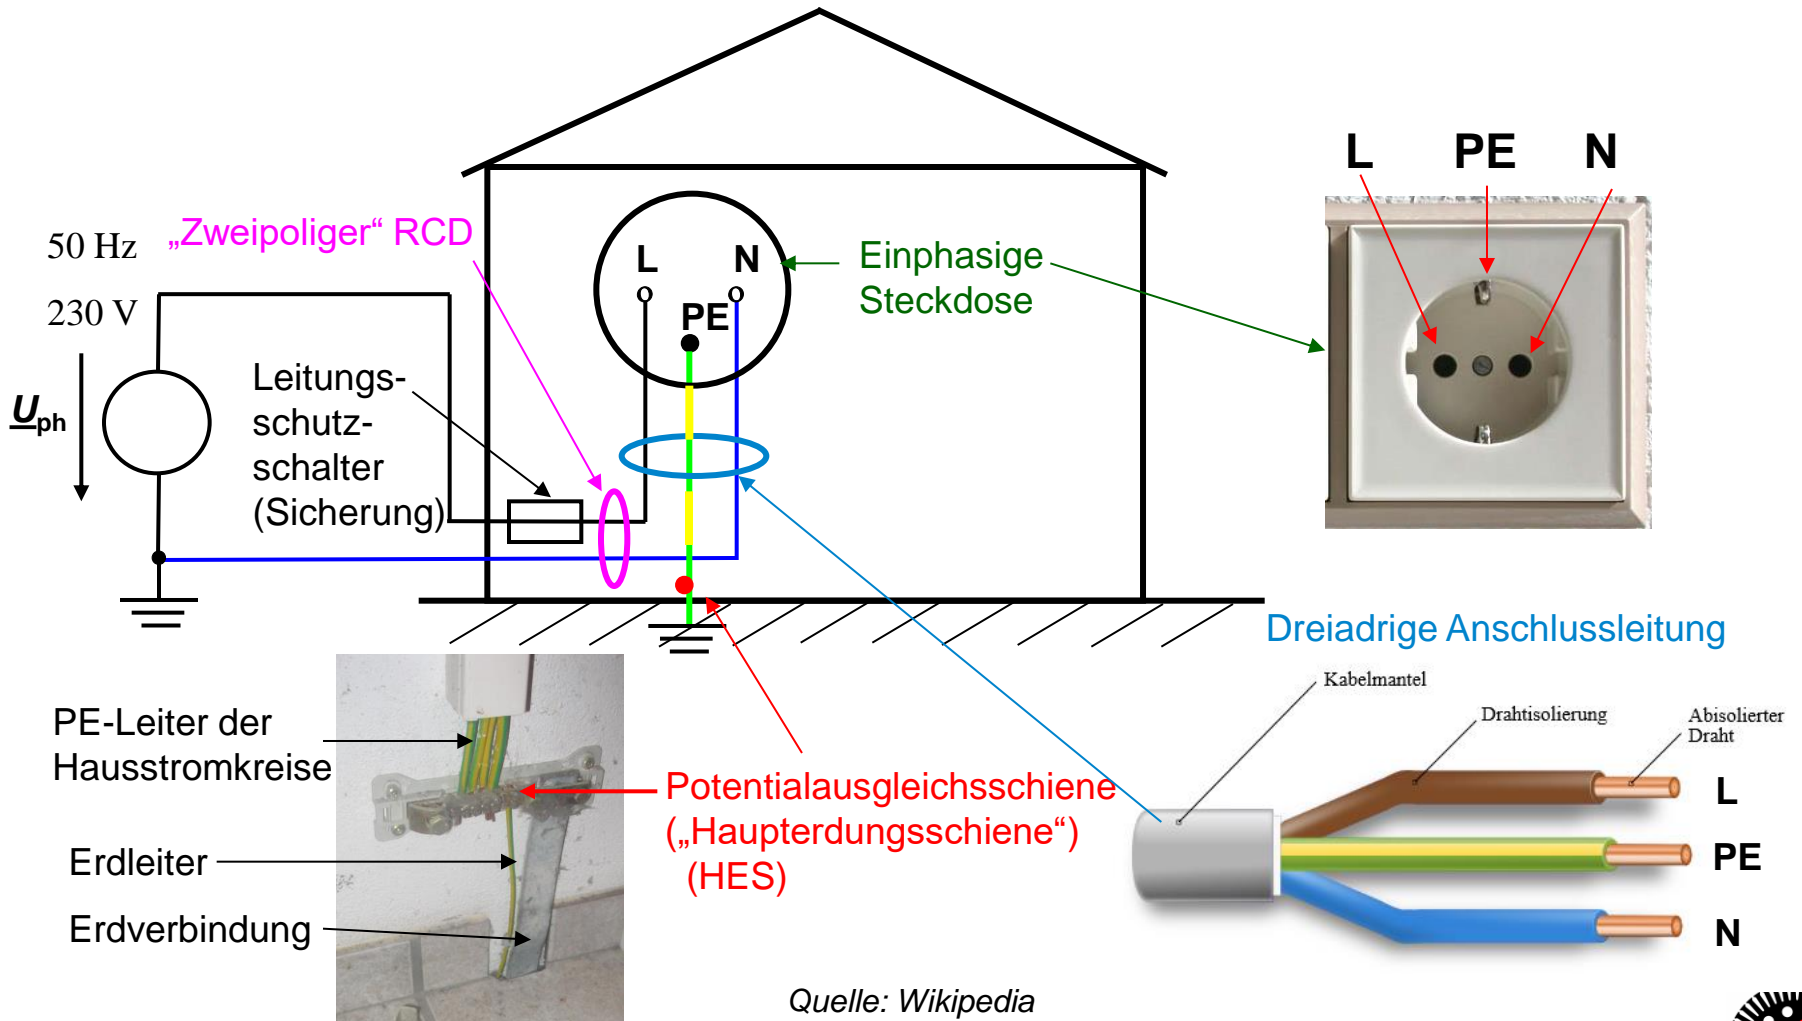 L PE N
„Zweipoliger“ RCD
50 Hz
230 V
U
ph
L N
PE
Einphasige
Steckdose
Leitungs-
schutz-
schalter
(Sicherung)
Dreiadrige Anschlussleitung
Kabelmantel
Drahtisolierung
Abisolierter
Draht
L
PE
N
PE-Leiter der
Hausstromkreise
Erdleiter
Erdverbindung
Potentialausgleichsschiene
(„Haupterdungsschiene“)
(HES)
Quelle: Wikipedia